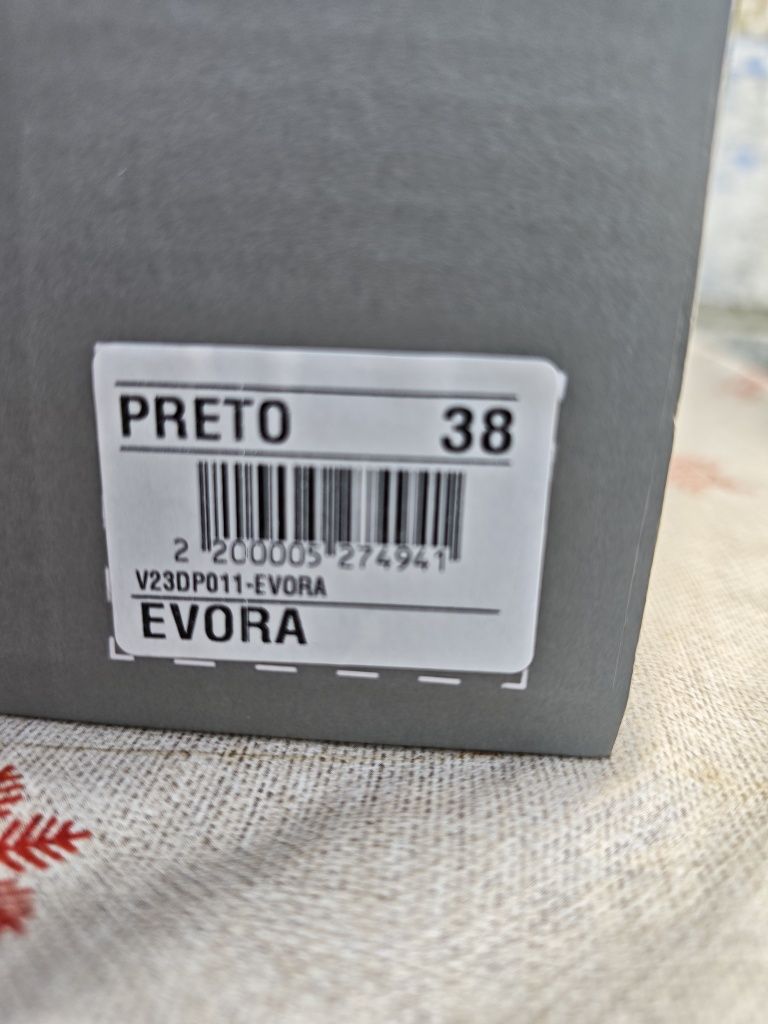 PRETO 38
2 200005 274941
V23DP011-EVORA
EVORA